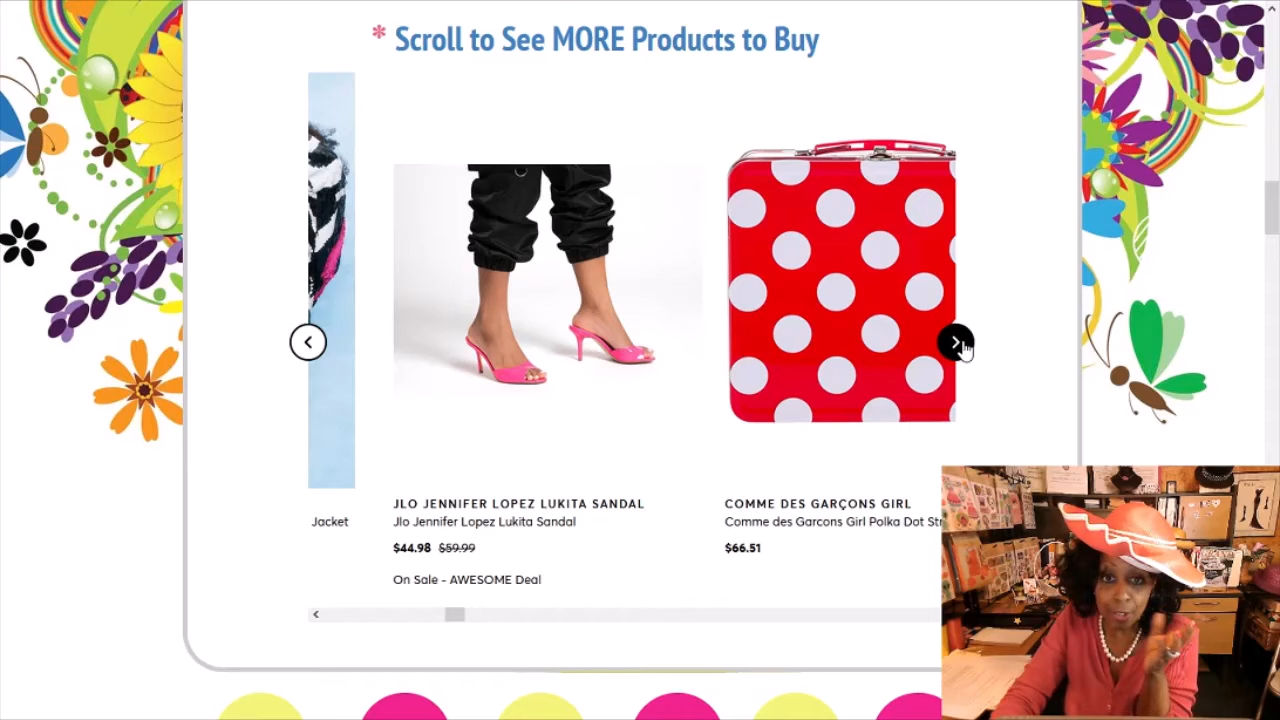 * Scroll to See MORE Products to Buy
Jacket
JLO JENNIFER LOPEZ LUKITA SANDAL
Jlo Jennifer Lopez Lukita Sandal
$44.98 $59.99
On Sale - AWESOME Deal
COMME DES GARÇONS GIRL
Comme des Garcons Girl Polka Dot Str
$66.51